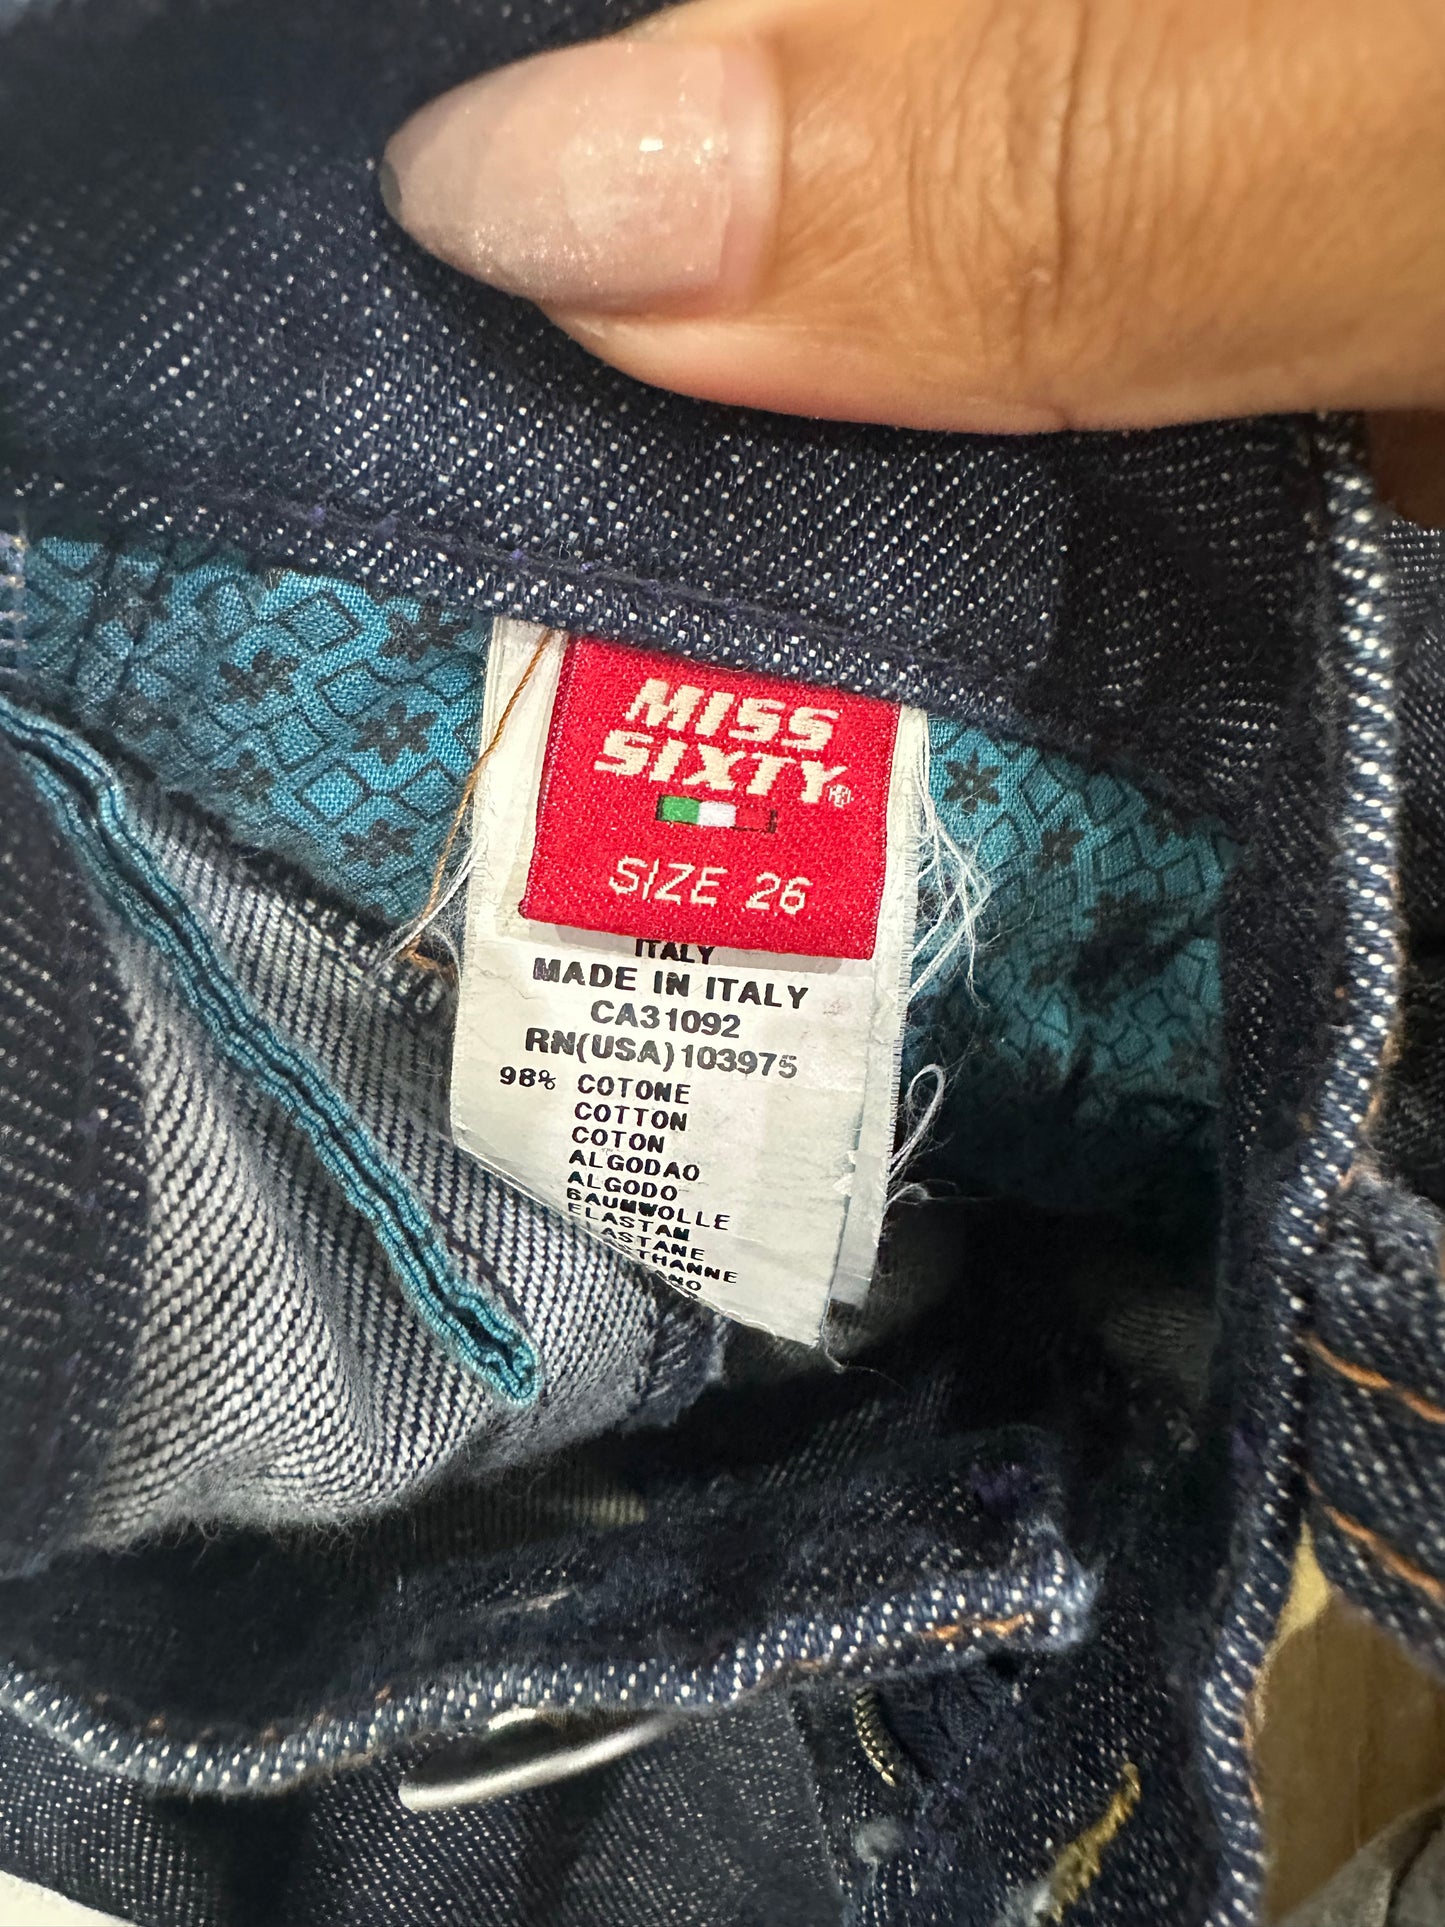 MISS
SIXTY
SIZE 26
ITALY
MADE IN ITALY
CA31092
RN(USA)103975
98% COTONE
COTTON
COTON
ALGODAO
ALGODO
BAUMWOLLE
ELASTAN